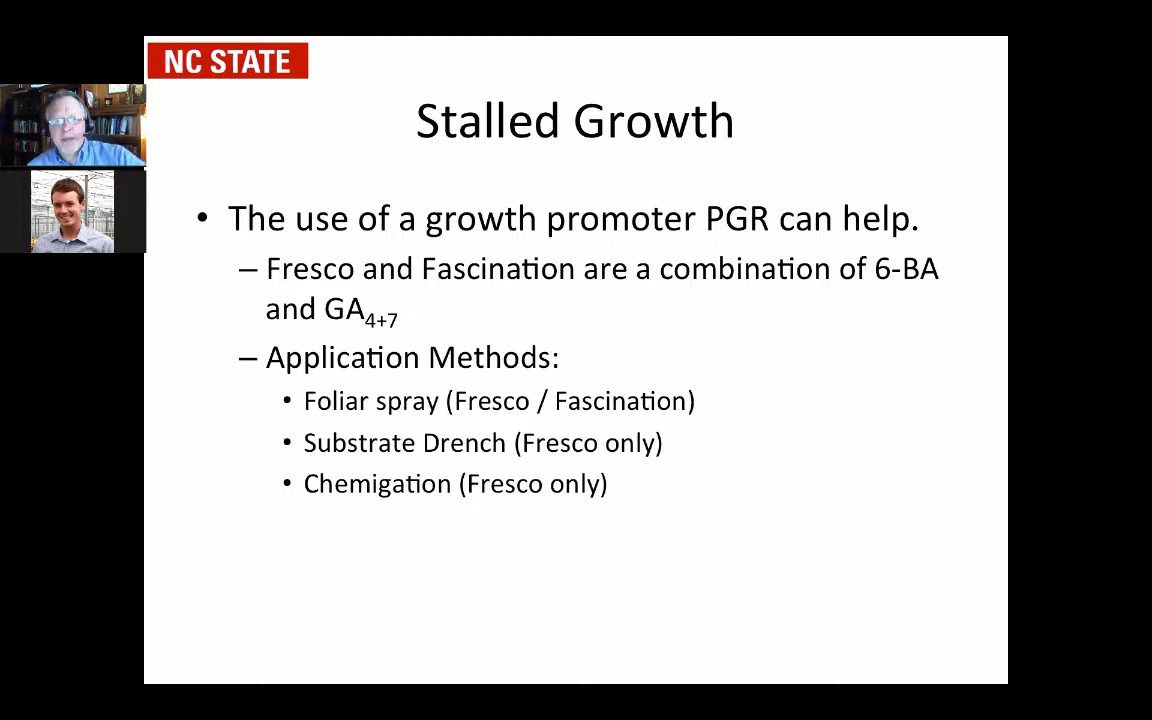 NC STATE
Stalled Growth
• The use of a growth promoter PGR can help.
– Fresco and Fascination are a combination of 6-BA
and GA4+7
– Application Methods:
• Foliar spray (Fresco / Fascination)
• Substrate Drench (Fresco only)
• Chemigation (Fresco only)